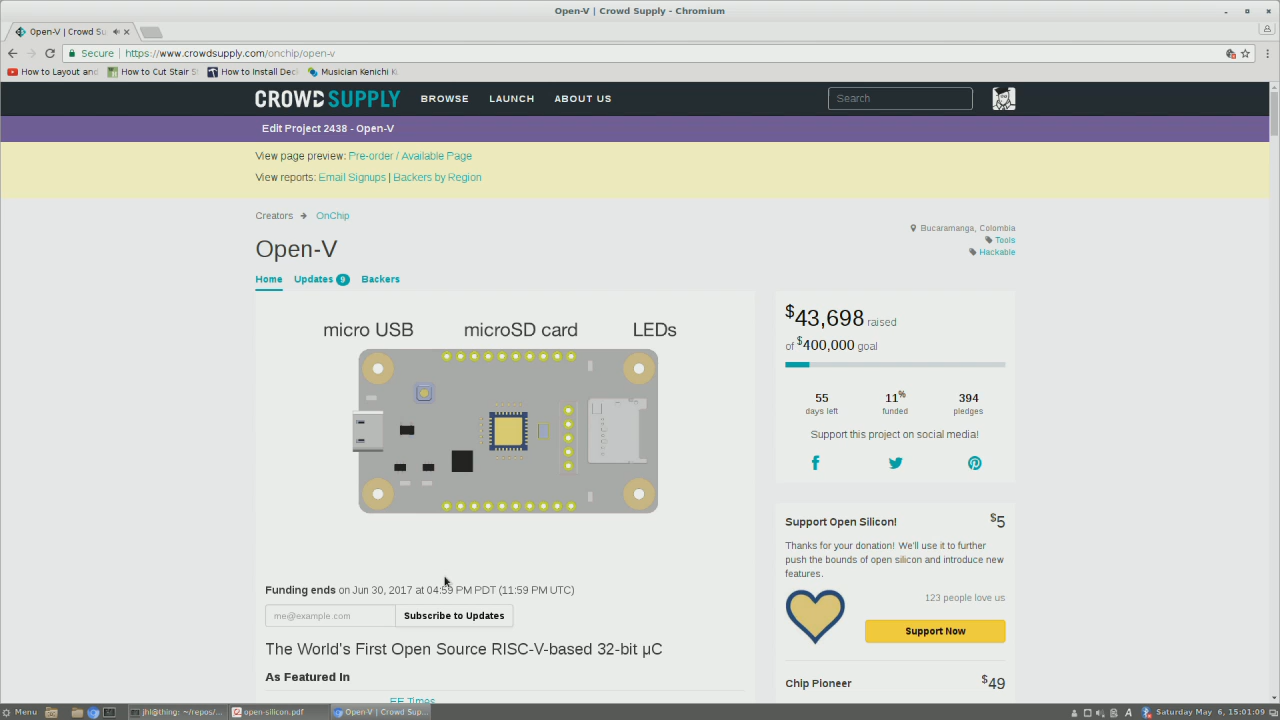 Open-V | Crowd Supply - Chromium
Open-V | Crowd Su
Secure
https://www.crowdsupply.com/onchip/open-v
How to Layout and
How to Cut Stair S
How to Install Dec
Musician Kenichi
CROWD SUPPLY
BROWSE
LAUNCH
ABOUT US
Search
Edit Project 2438 - Open-V
View page preview: Pre-order / Available Page
View reports: Email Signups | Backers by Region
Creators → OnChip
Bucaramanga, Colombia
Tools
Hackable
Open-V
Home
Updates 9
Backers
micro USB
microSD card
LEDs
$43,698 raised
of $400,000 goal
55
11%
394
days left
funded
pledges
Support this project on social media!
Support Open Silicon!
$5
Thanks for your donation! We'll use it to further
push the bounds of open silicon and introduce new
features.
123 people love us
Support Now
Chip Pioneer
$49
Funding ends on Jun 30, 2017 at 04:59 PM PDT (11:59 PM UTC)
me@example.com
Subscribe to Updates
The World's First Open Source RISC-V-based 32-bit µC
As Featured In
EE Times
Menu
jhl@thing: ~/repos/...
open-silicon.pdf
Open-V | Crowd Sup...
Saturday May 6, 15:01:09